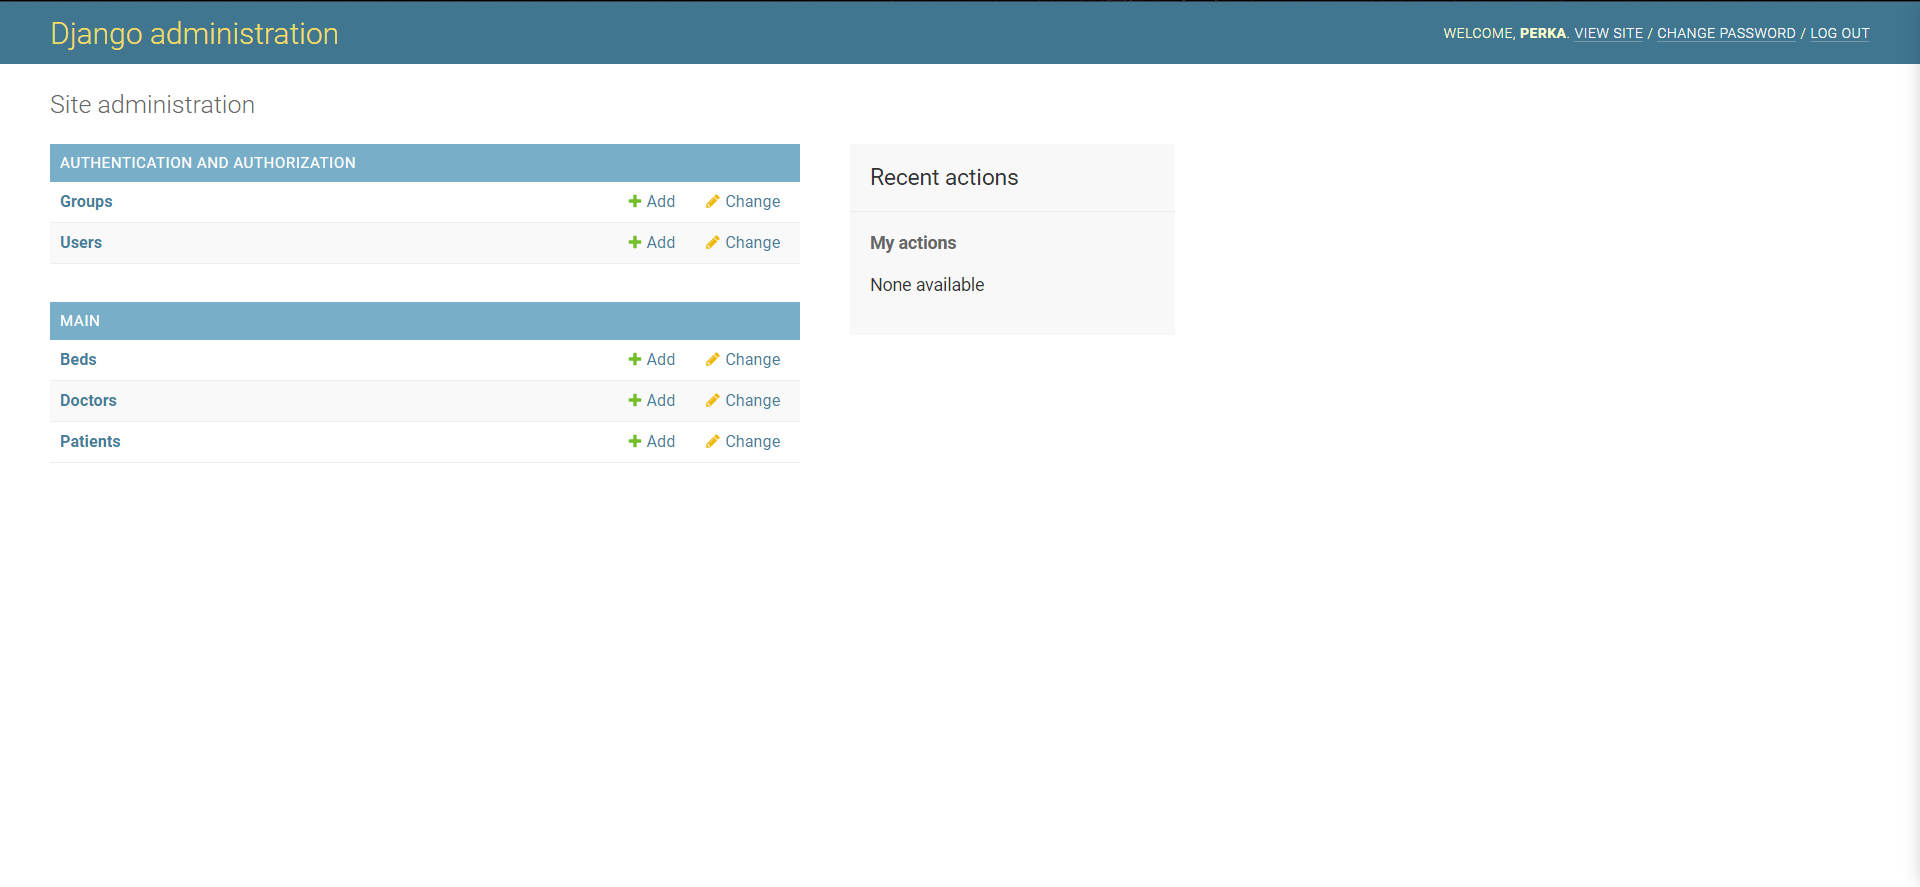 Django administration
WELCOME, PERKA. VIEW SITE / CHANGE PASSWORD / LOG OUT
Site administration
AUTHENTICATION AND AUTHORIZATION
Groups Add Change
Users Add Change
MAIN
Beds Add Change
Doctors Add Change
Patients Add Change
Recent actions
My actions
None available